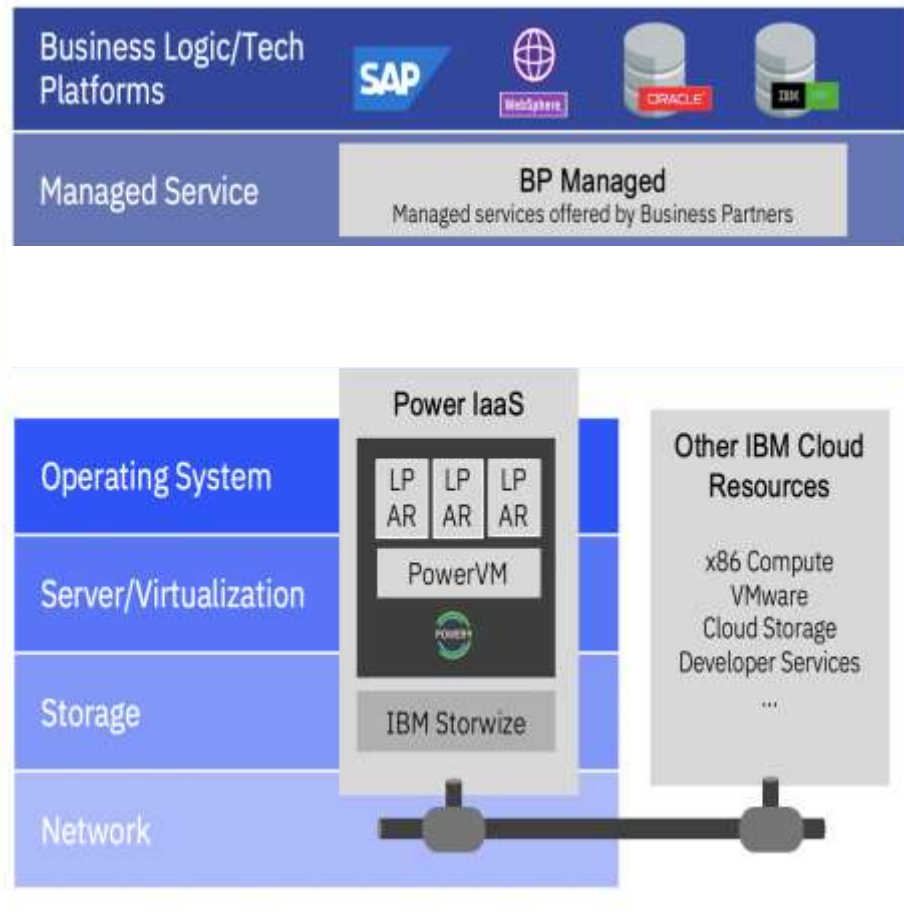 Business Logic/Tech
Platforms
SAP
WebSphere
ORACLE
IBM
Managed Service
BP Managed
Managed services offered by Business Partners
Power IaaS
Operating System
LP
AR
LP
AR
LP
AR
Server/Virtualization
PowerVM
Storage
IBM Storwize
Network
Other IBM Cloud
Resources
x86 Compute
VMware
Cloud Storage
Developer Services
...